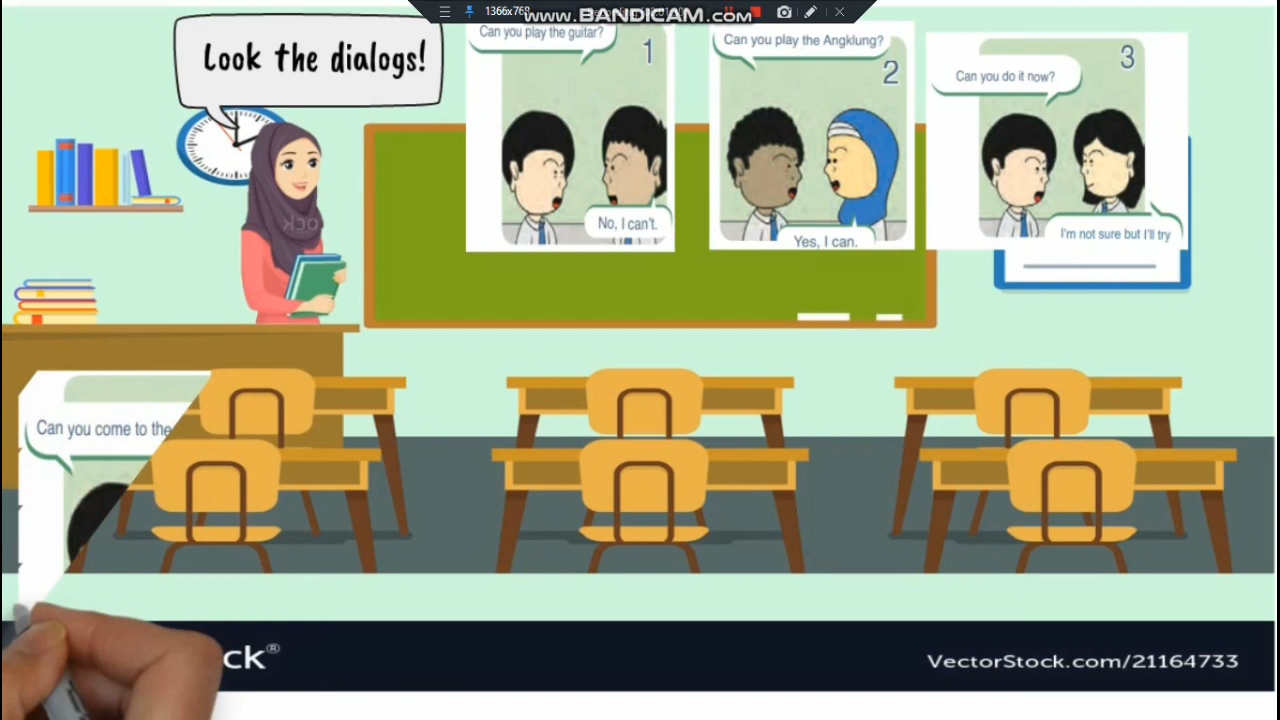 1366x768
www.BANDICAM.com
Look the dialogs!
Can you play the guitar?
1
No, I can't.
Can you play the Angklung?
2
Yes, I can.
3
Can you do it now?
I'm not sure but I'll try
Can you come to the
ck®
VectorStock.com/21164733